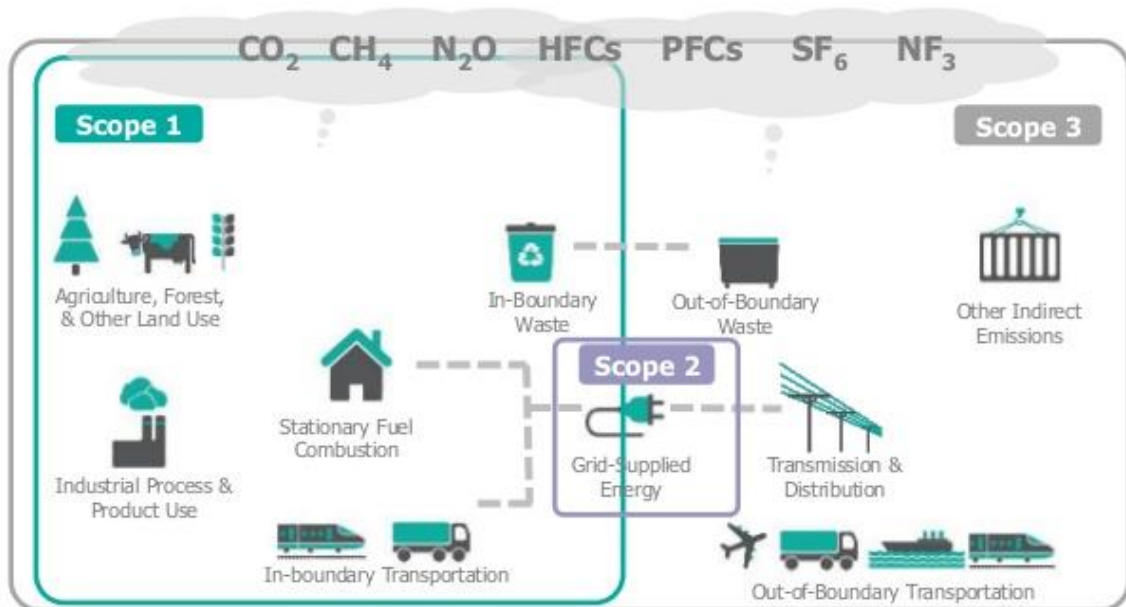 CO₂ CH₄ N₂O HFCs PFCs SF₆ NF₃
Scope 1
Scope 3
Agriculture, Forest,
& Other Land Use
In-Boundary
Waste
Out-of-Boundary
Waste
Other Indirect
Emissions
Scope 2
Stationary Fuel
Combustion
Grid-Supplied
Energy
Transmission &
Distribution
Industrial Process &
Product Use
In-boundary Transportation
Out-of-Boundary Transportation